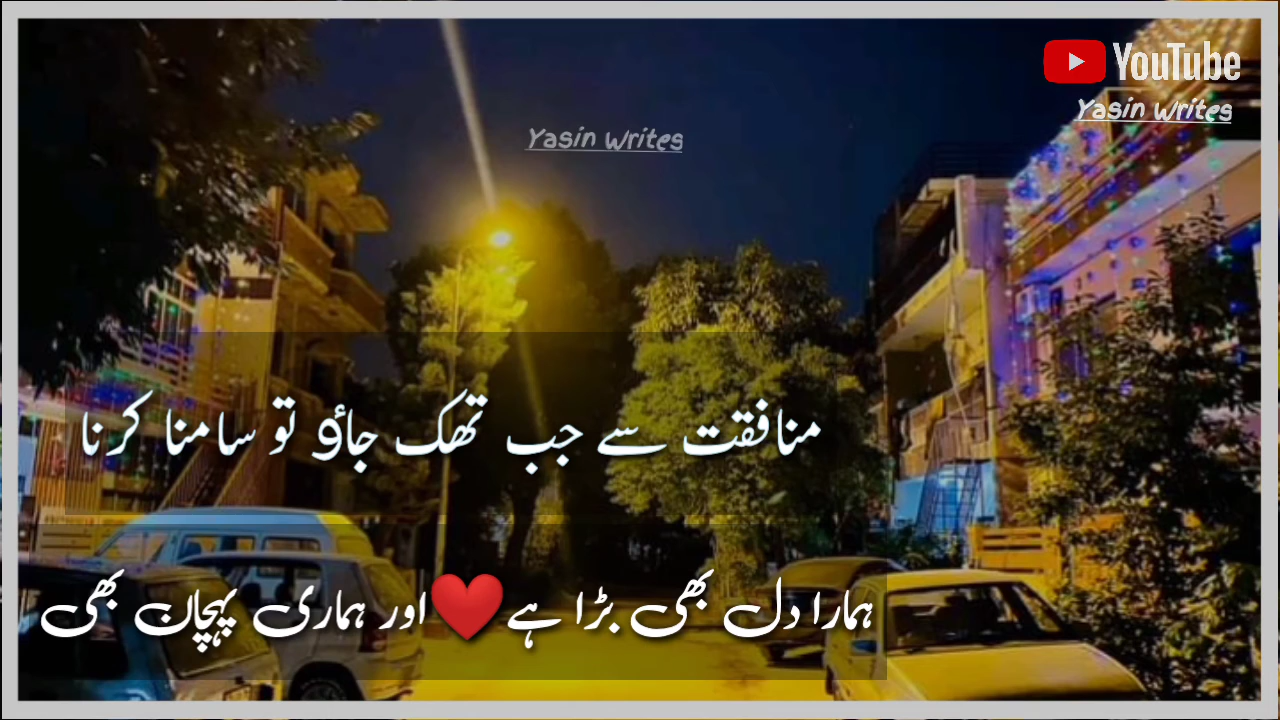 YouTube
Yasin Writes
Yasin Writes
منافقت سے جب تھک جاؤ تو سامنا کرنا
ہمارا دل بھی بڑا ہے❤️اور ہماری پہچان بھی